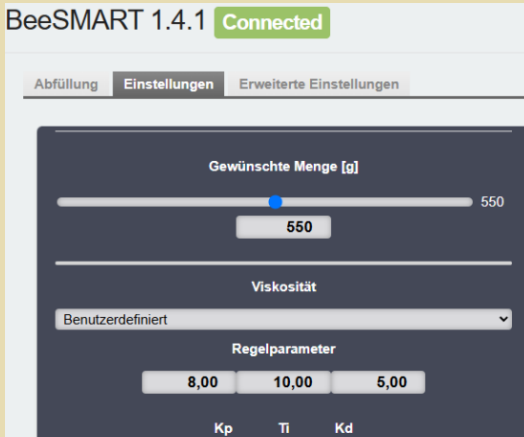 BeeSMART 1.4.1 Connected
Abfüllung Einstellungen Erweiterte Einstellungen
Gewünschte Menge [g]
550
550
Viskosität
Benutzerdefiniert
Regelparameter
8,00 10,00 5,00
Kp Ti Kd